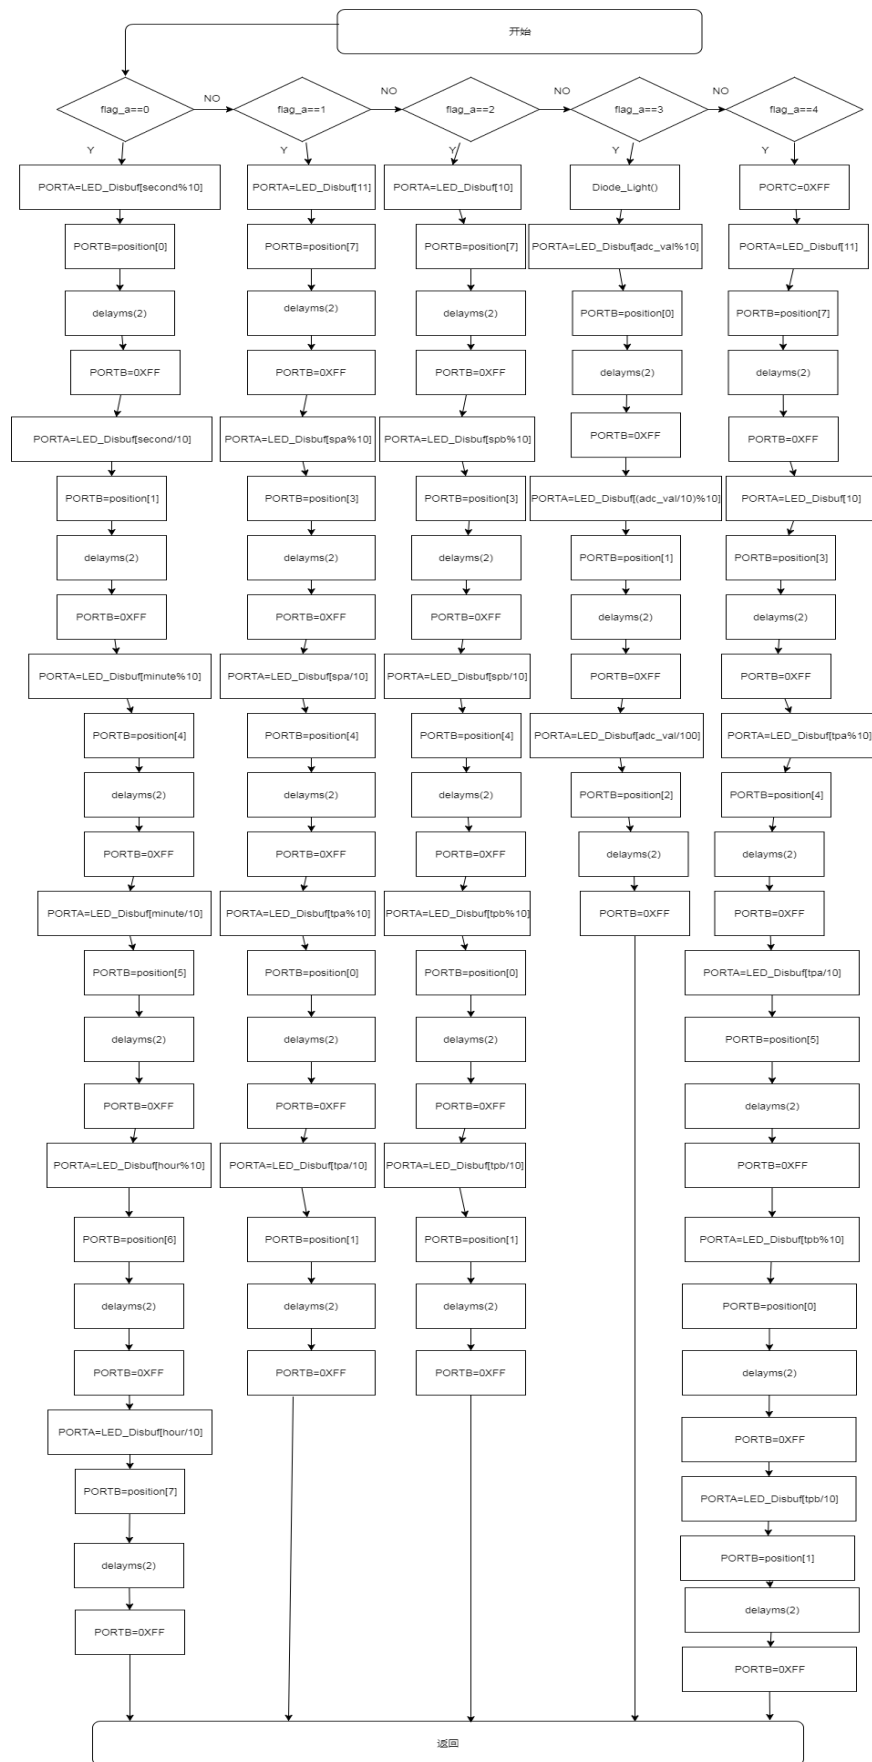 开始
flag_a==0
NO
flag_a==1
NO
flag_a==2
NO
flag_a==3
NO
flag_a==4
Y
Y
Y
Y
Y
PORTA=LED_Disbuf[second%10]
PORTB=position[0]
delayms(2)
PORTB=0XFF
PORTA=LED_Disbuf[second/10]
PORTB=position[1]
delayms(2)
PORTB=0XFF
PORTA=LED_Disbuf[minute%10]
PORTB=position[4]
delayms(2)
PORTB=0XFF
PORTA=LED_Disbuf[minute/10]
PORTB=position[5]
delayms(2)
PORTB=0XFF
PORTA=LED_Disbuf[hour%10]
PORTB=position[6]
delayms(2)
PORTB=0XFF
PORTA=LED_Disbuf[hour/10]
PORTB=position[7]
delayms(2)
PORTB=0XFF
PORTA=LED_Disbuf[11]
PORTB=position[7]
delayms(2)
PORTB=0XFF
PORTA=LED_Disbuf[spa%10]
PORTB=position[3]
delayms(2)
PORTB=0XFF
PORTA=LED_Disbuf[spa/10]
PORTB=position[4]
delayms(2)
PORTB=0XFF
PORTA=LED_Disbuf[tpa%10]
PORTB=position[0]
delayms(2)
PORTB=0XFF
PORTA=LED_Disbuf[tpa/10]
PORTB=position[1]
delayms(2)
PORTB=0XFF
PORTA=LED_Disbuf[10]
PORTB=position[7]
delayms(2)
PORTB=0XFF
PORTA=LED_Disbuf[spb%10]
PORTB=position[3]
delayms(2)
PORTB=0XFF
PORTA=LED_Disbuf[spb/10]
PORTB=position[4]
delayms(2)
PORTB=0XFF
PORTA=LED_Disbuf[tpb%10]
PORTB=position[0]
delayms(2)
PORTB=0XFF
PORTA=LED_Disbuf[tpb/10]
PORTB=position[1]
delayms(2)
PORTB=0XFF
Diode_Light()
PORTA=LED_Disbuf[adc_val%10]
PORTB=position[0]
delayms(2)
PORTB=0XFF
PORTA=LED_Disbuf[(adc_val/10)%10]
PORTB=position[1]
delayms(2)
PORTB=0XFF
PORTA=LED_Disbuf[adc_val/100]
PORTB=position[2]
delayms(2)
PORTB=0XFF
PORTC=0XFF
PORTA=LED_Disbuf[11]
PORTB=position[7]
delayms(2)
PORTB=0XFF
PORTA=LED_Disbuf[10]
PORTB=position[3]
delayms(2)
PORTB=0XFF
PORTA=LED_Disbuf[tpa%10]
PORTB=position[4]
delayms(2)
PORTB=0XFF
PORTA=LED_Disbuf[tpa/10]
PORTB=position[5]
delayms(2)
PORTB=0XFF
PORTA=LED_Disbuf[tpb%10]
PORTB=position[0]
delayms(2)
PORTB=0XFF
PORTA=LED_Disbuf[tpb/10]
PORTB=position[1]
delayms(2)
PORTB=0XFF
返回